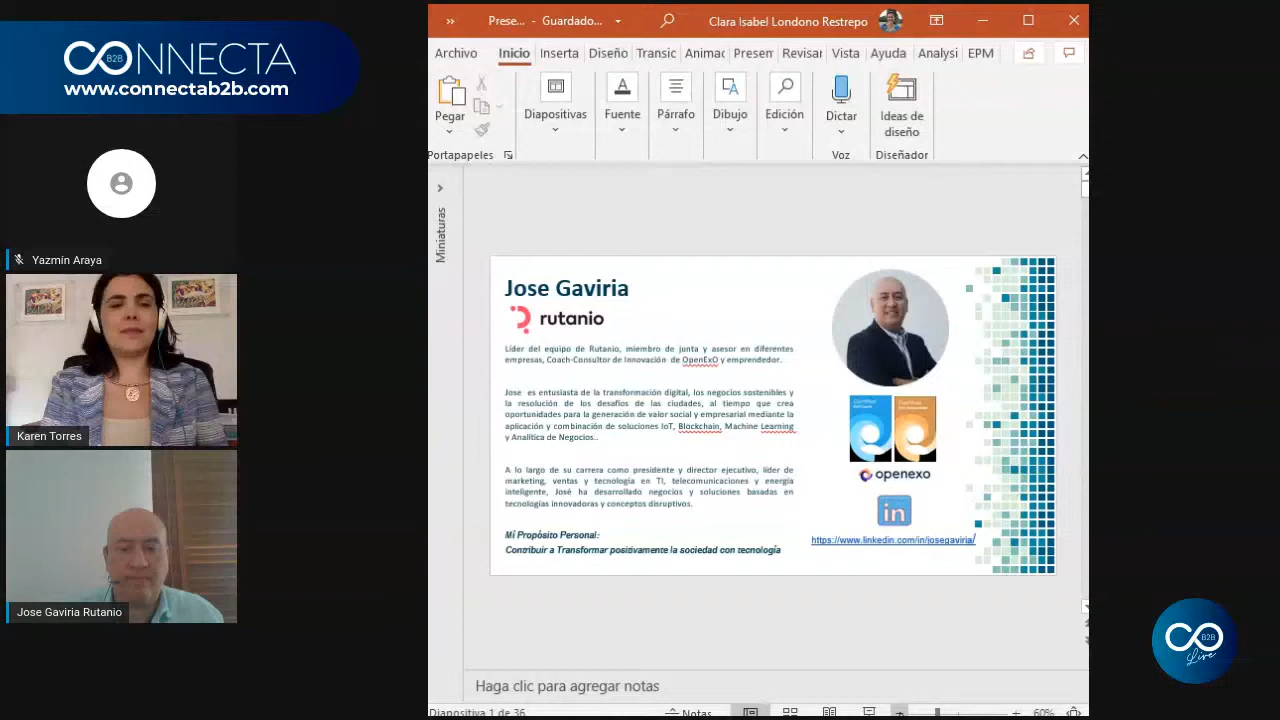 CONNECTA
B2B
www.connectab2b.com
Yazmín Araya
Karen Torres
Jose Gaviria Rutanio
Prese... - Guardado...
Clara Isabel Londono Restrepo
Archivo Inicio Inserta Diseño Transic Animac Presen Revisar Vista Ayuda Analysi EPM
Pegar
Diapositivas
Fuente
Párrafo
Dibujo
Edición
Dictar
Ideas de
diseño
Portapapeles
Voz
Diseñador
Miniaturas
Jose Gaviria
rutanio
Líder del equipo de Rutanio, miembro de junta y asesor en diferentes
empresas, Coach-Consultor de Innovación de OpenExO y emprendedor.
Jose es entusiasta de la transformación digital, los negocios sostenibles y
la resolución de los desafíos de las ciudades, al tiempo que crea
oportunidades para la generación de valor social y empresarial mediante la
aplicación y combinación de soluciones IoT, Blockchain, Machine Learning
y Analítica de Negocios..
A lo largo de su carrera como presidente y director ejecutivo, líder de
marketing, ventas y tecnología en TI, telecomunicaciones y energía
inteligente, José ha desarrollado negocios y soluciones basadas en
tecnologías innovadoras y conceptos disruptivos.
Mí Propósito Personal:
Contribuir a Transformar positivamente la sociedad con tecnología
openexo
in
https://www.linkedin.com/in/josegaviria/
Haga clic para agregar notas
Diapositiva 1 de 36
Notas
60%
B2B
Live